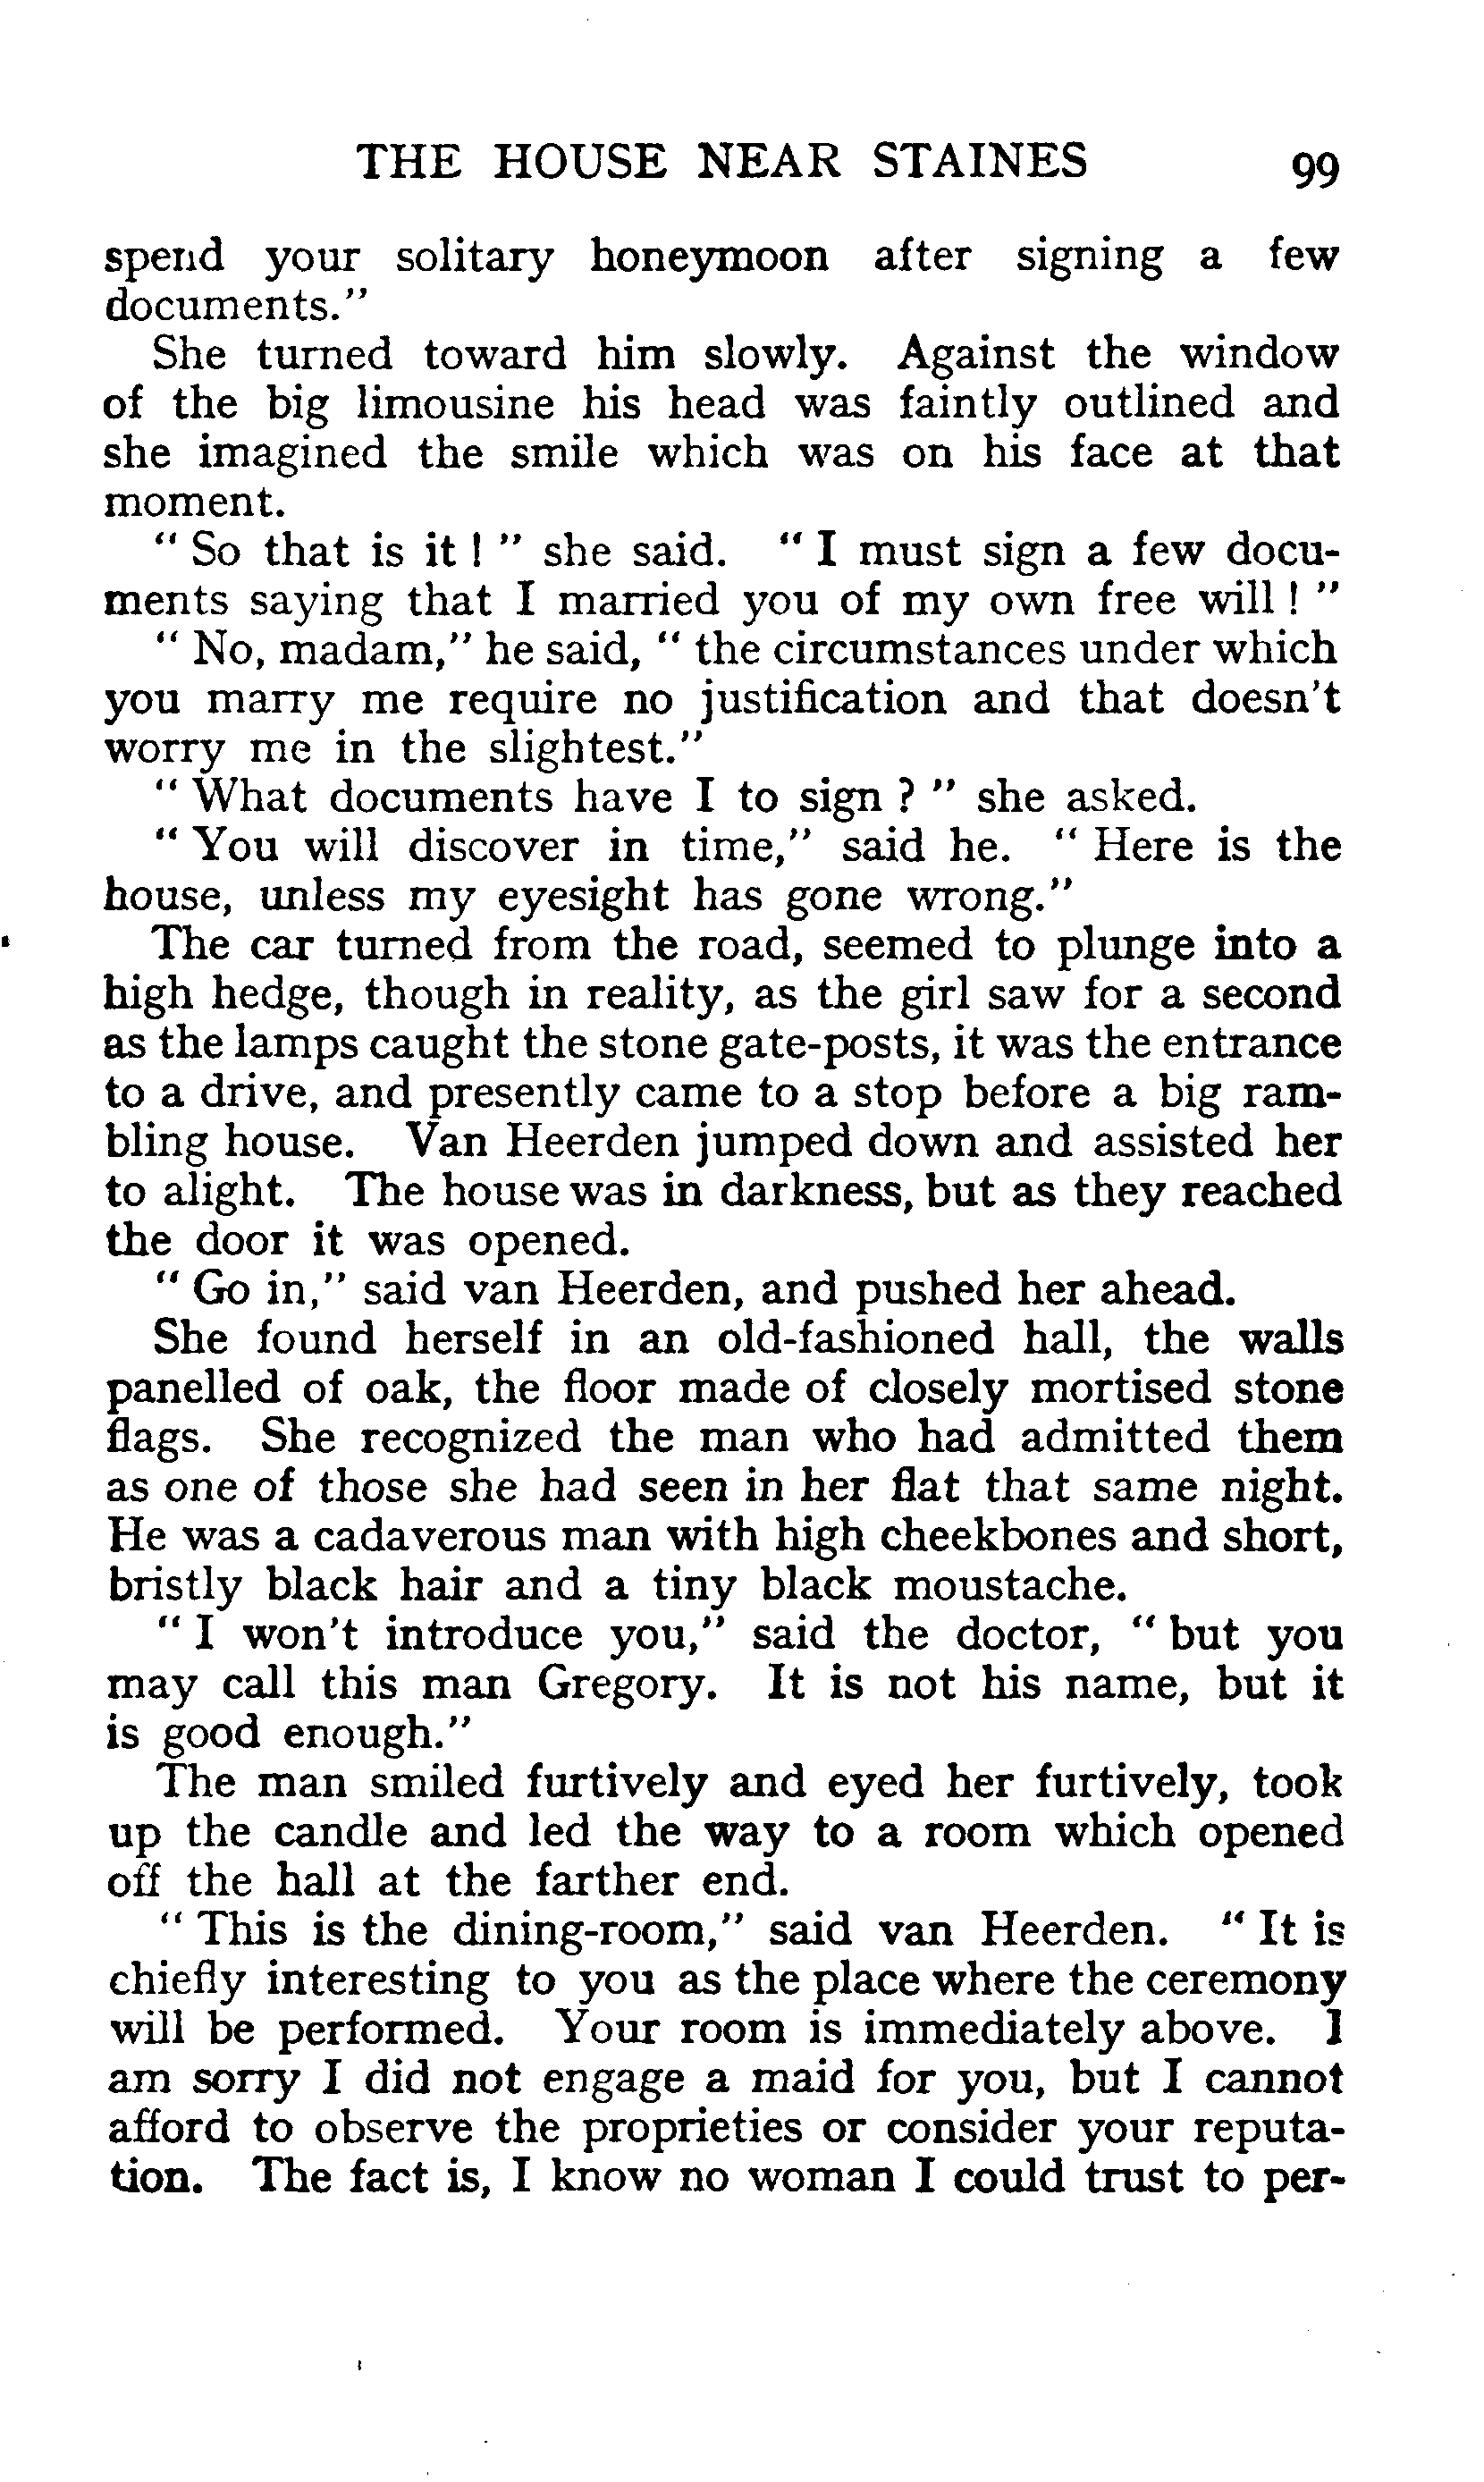 THE HOUSE NEAR STAINES 99
spend your solitary honeymoon after signing a few
documents."
She turned toward him slowly. Against the window
of the big limousine his head was faintly outlined and
she imagined the smile which was on his face at that
moment.
" So that is it ! " she said. " I must sign a few docu-
ments saying that I married you of my own free will ! "
" No, madam," he said, " the circumstances under which
you marry me require no justification and that doesn't
worry me in the slightest."
" What documents have I to sign ? " she asked.
" You will discover in time," said he. " Here is the
house, unless my eyesight has gone wrong."
The car turned from the road, seemed to plunge into a
high hedge, though in reality, as the girl saw for a second
as the lamps caught the stone gate-posts, it was the entrance
to a drive, and presently came to a stop before a big ram-
bling house. Van Heerden jumped down and assisted her
to alight. The house was in darkness, but as they reached
the door it was opened.
" Go in," said van Heerden, and pushed her ahead.
She found herself in an old-fashioned hall, the walls
panelled of oak, the floor made of closely mortised stone
flags. She recognized the man who had admitted them
as one of those she had seen in her flat that same night.
He was a cadaverous man with high cheekbones and short,
bristly black hair and a tiny black moustache.
" I won't introduce you," said the doctor, " but you
may call this man Gregory. It is not his name, but it
is good enough."
The man smiled furtively and eyed her furtively, took
up the candle and led the way to a room which opened
off the hall at the farther end.
" This is the dining-room," said van Heerden. " It is
chiefly interesting to you as the place where the ceremony
will be performed. Your room is immediately above. I
am sorry I did not engage a maid for you, but I cannot
afford to observe the proprieties or consider your reputa-
tion. The fact is, I know no woman I could trust to per-